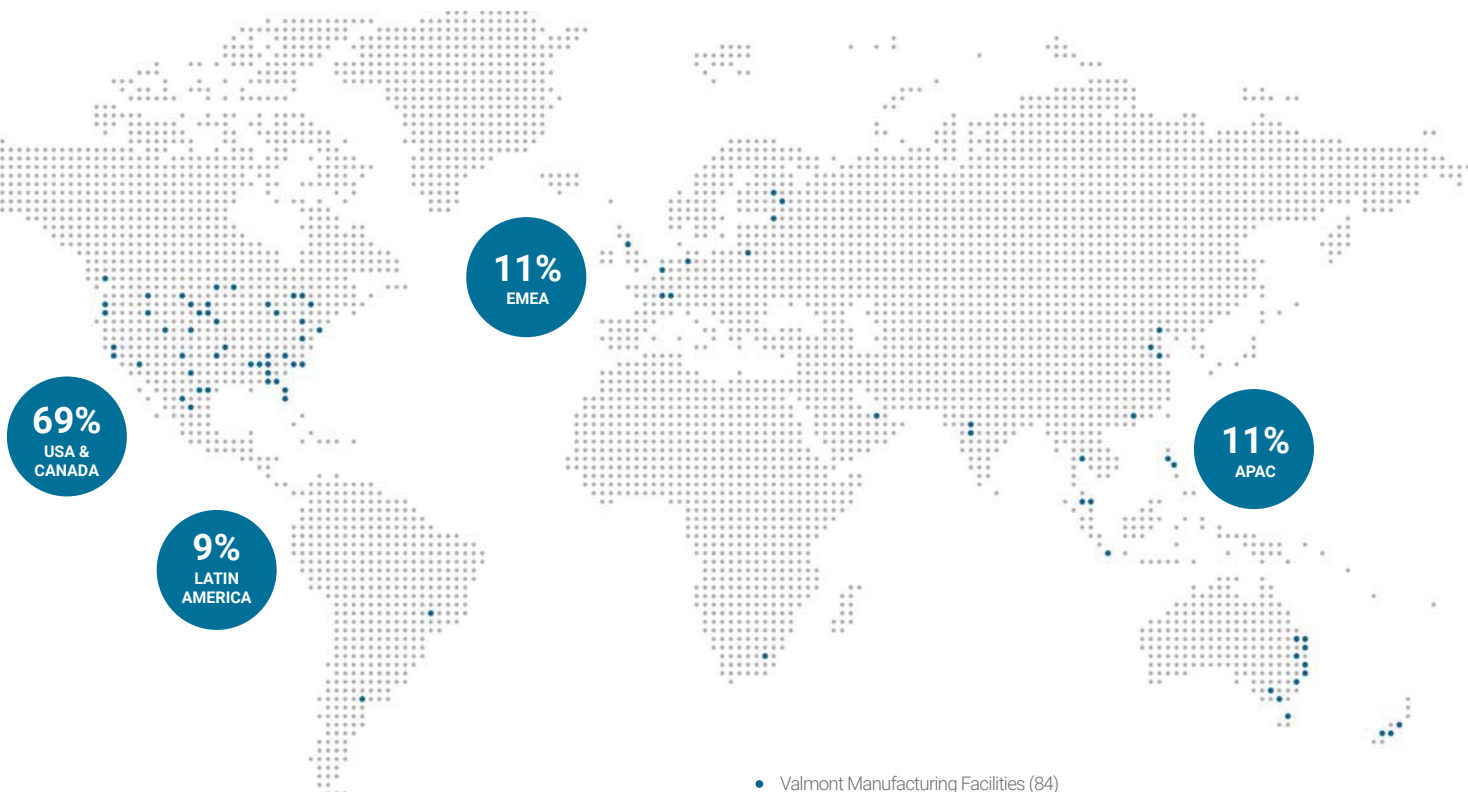 11%
EMEA
69%
USA &
CANADA
11%
APAC
9%
LATIN
AMERICA
Valmont Manufacturing Facilities (84)